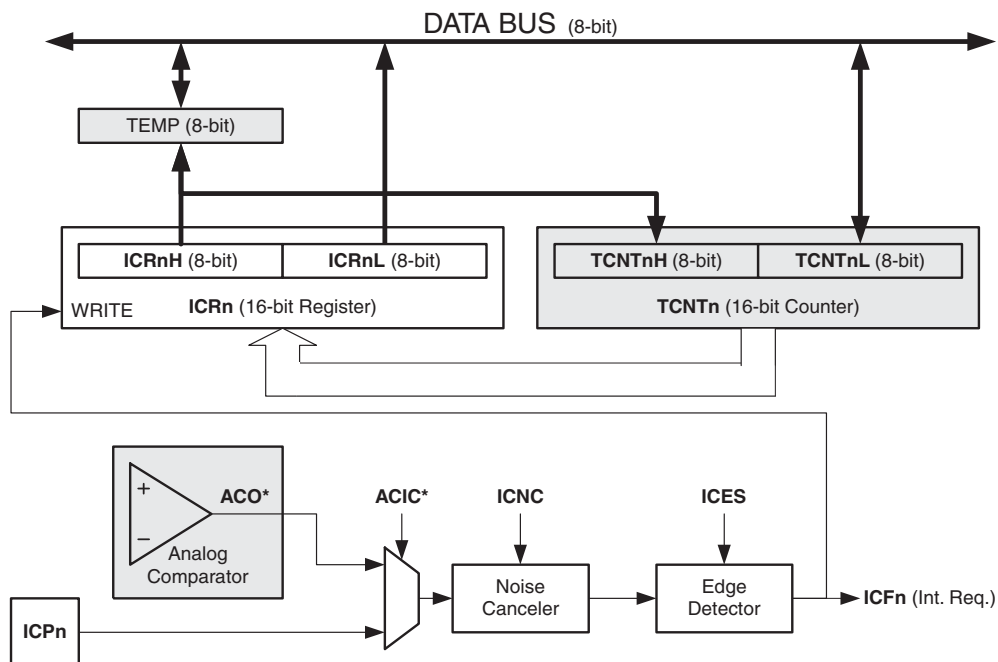 DATA BUS (8-bit)
TEMP (8-bit)
ICRnH (8-bit)
ICRnL (8-bit)
TCNTnH (8-bit)
TCNTnL (8-bit)
WRITE
ICRn (16-bit Register)
TCNTn (16-bit Counter)
+
−
ACO*
Analog
Comparator
ACIC*
ICNC
ICES
Noise
Canceler
Edge
Detector
ICFn (Int. Req.)
ICPn